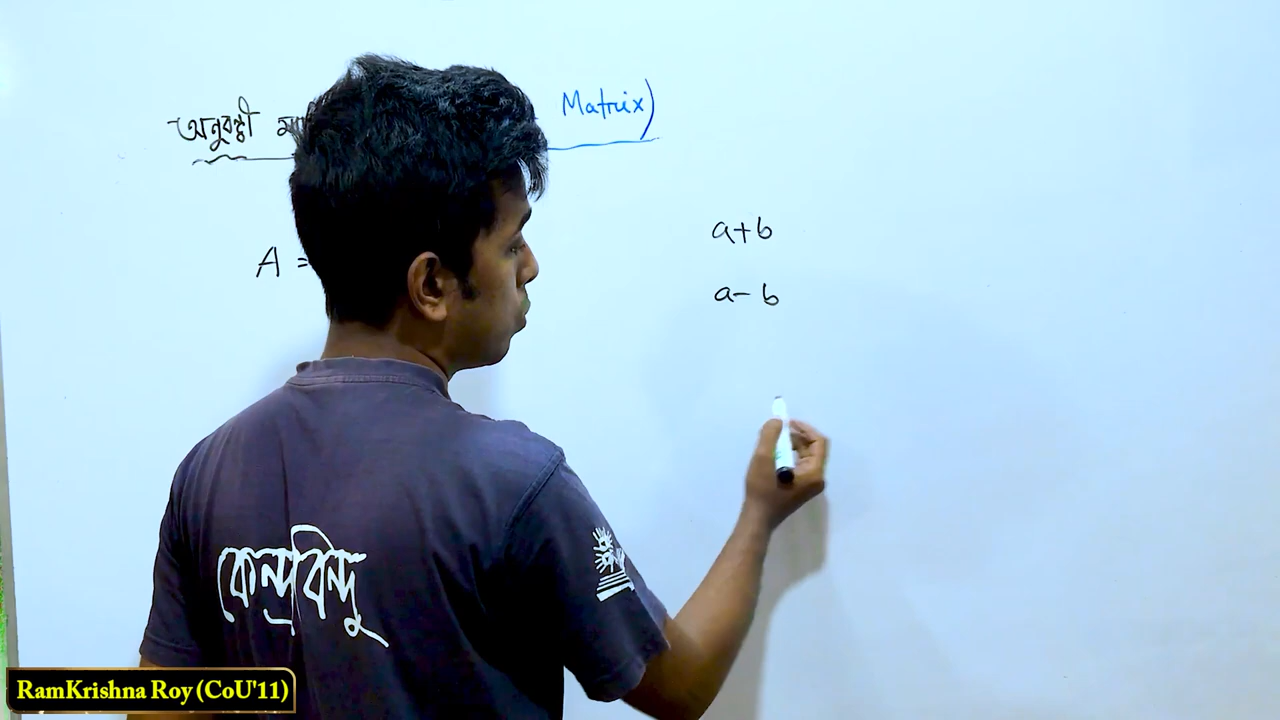 অনুবন্ধী Matrix)
A =
a+b
a-b
কেন্দ্রবিন্দু
RamKrishna Roy (CoU'11)